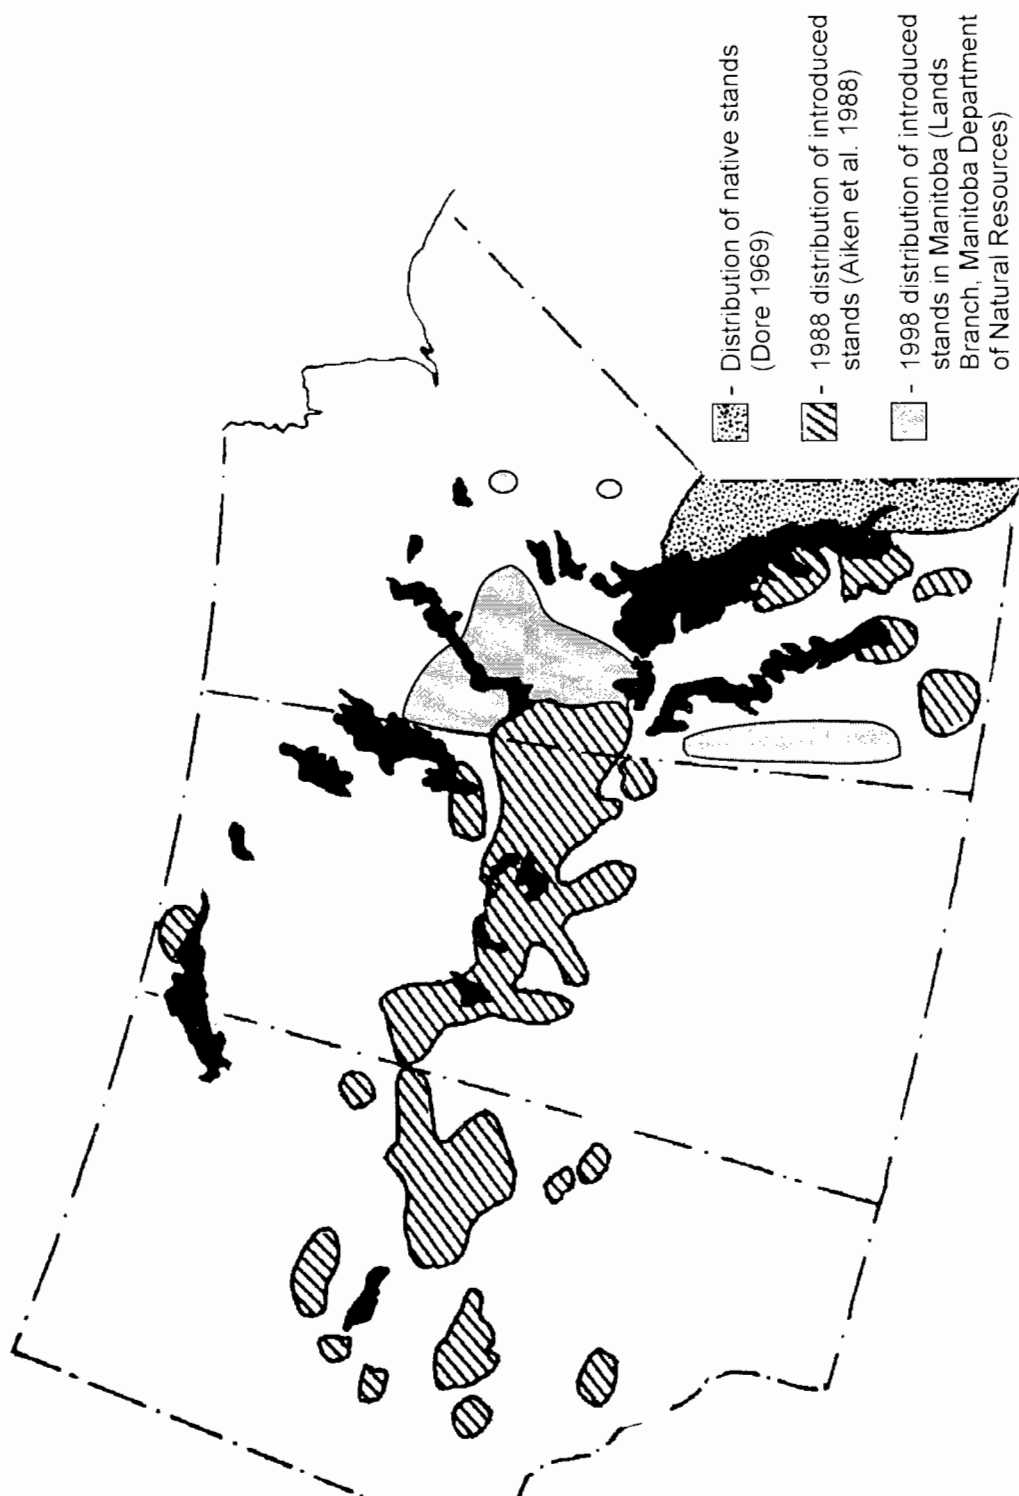 - Distribution of native stands
(Dore 1969)
- 1988 distribution of introduced
stands (Aiken et al. 1988)
- 1998 distribution of introduced
stands in Manitoba (Lands
Branch, Manitoba Department
of Natural Resources)